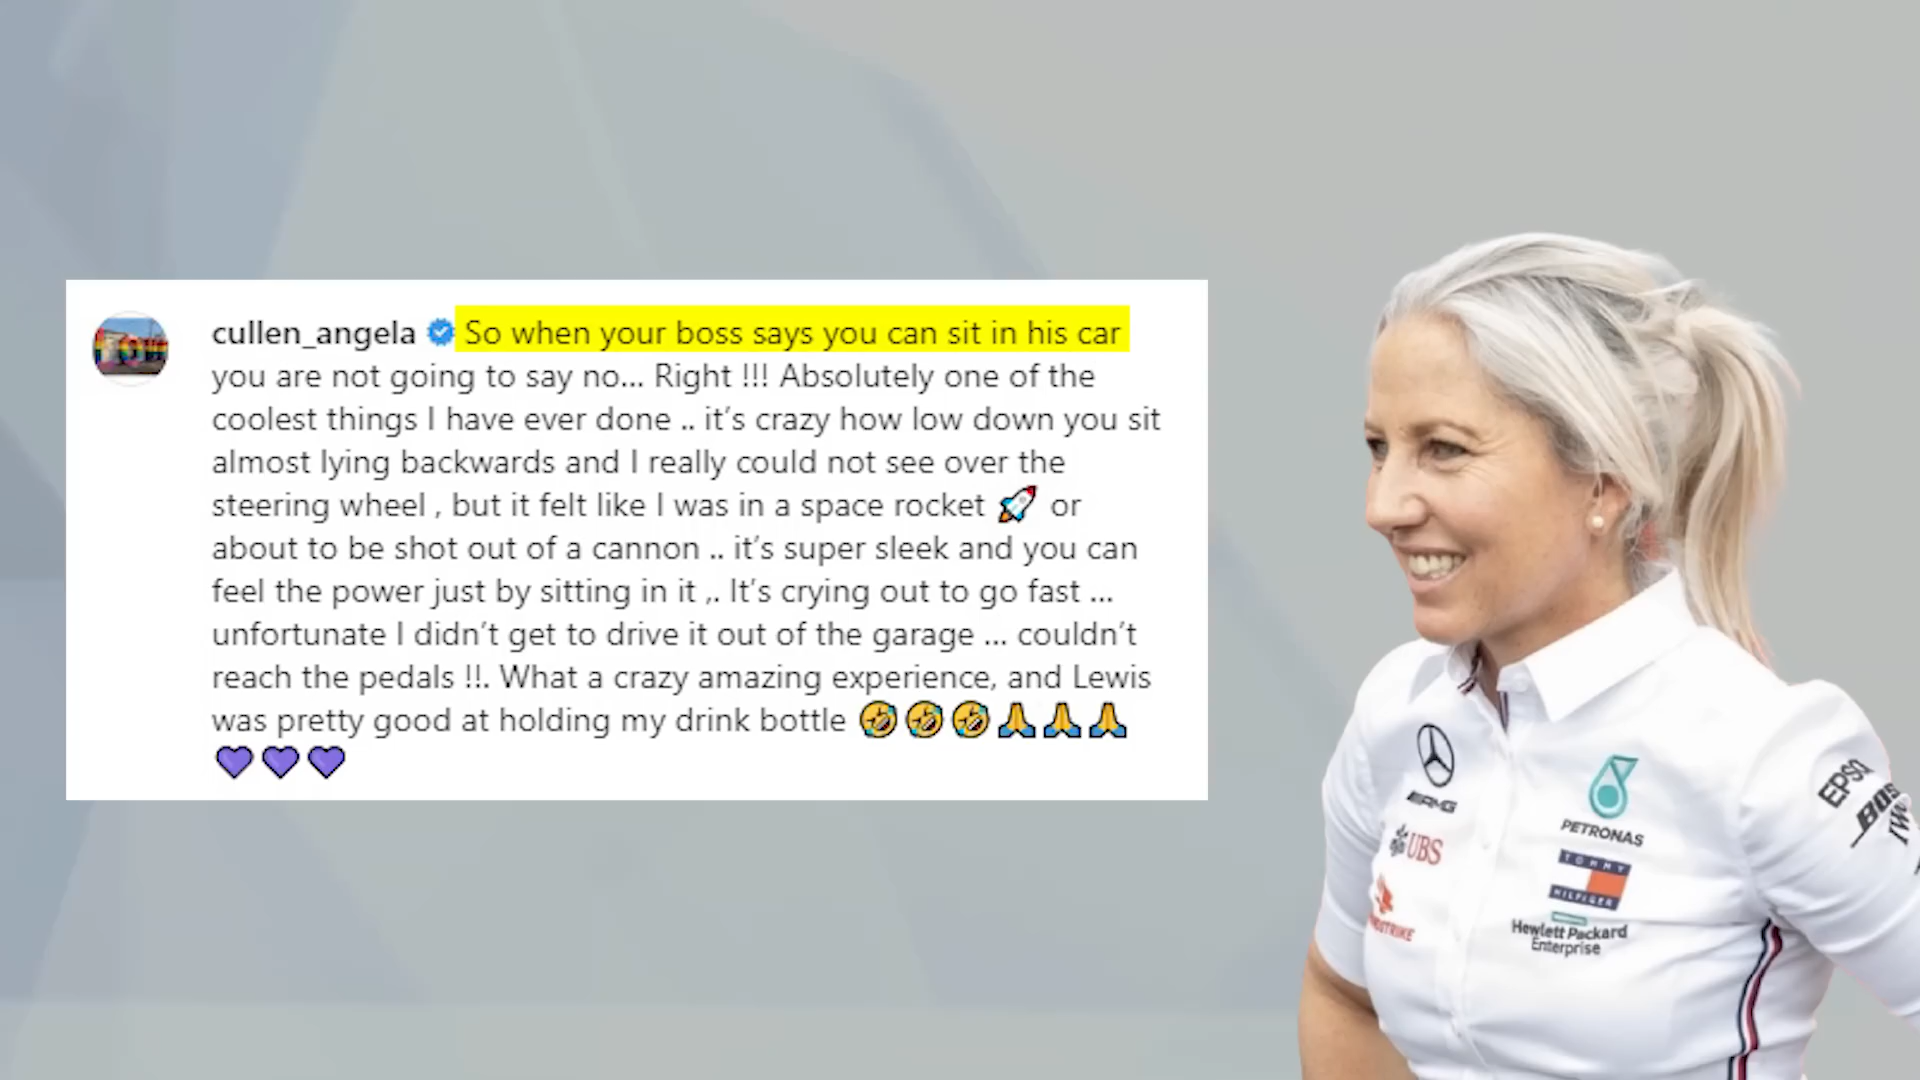 cullen_angela So when your boss says you can sit in his car
you are not going to say no... Right !!! Absolutely one of the
coolest things I have ever done .. it’s crazy how low down you sit
almost lying backwards and I really could not see over the
steering wheel , but it felt like I was in a space rocket 🚀 or
about to be shot out of a cannon .. it’s super sleek and you can
feel the power just by sitting in it ,. It’s crying out to go fast ...
unfortunate I didn’t get to drive it out of the garage ... couldn’t
reach the pedals !!. What a crazy amazing experience, and Lewis
was pretty good at holding my drink bottle 🤣🤣🤣🙏🙏🙏
💜💜💜
AMG
UBS
PETRONAS
TOMMY
HILFIGER
Hewlett Packard
Enterprise
EPSON
BOSE
IWC